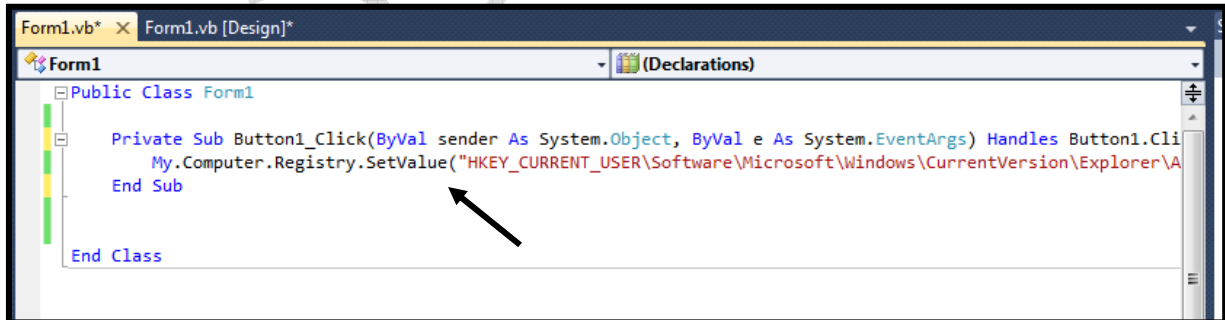 Form1.vb* Form1.vb [Design]*
Form1 (Declarations)
Public Class Form1
Private Sub Button1_Click(ByVal sender As System.Object, ByVal e As System.EventArgs) Handles Button1.Cli
My.Computer.Registry.SetValue("HKEY_CURRENT_USER\Software\Microsoft\Windows\CurrentVersion\Explorer\A
End Sub
End Class